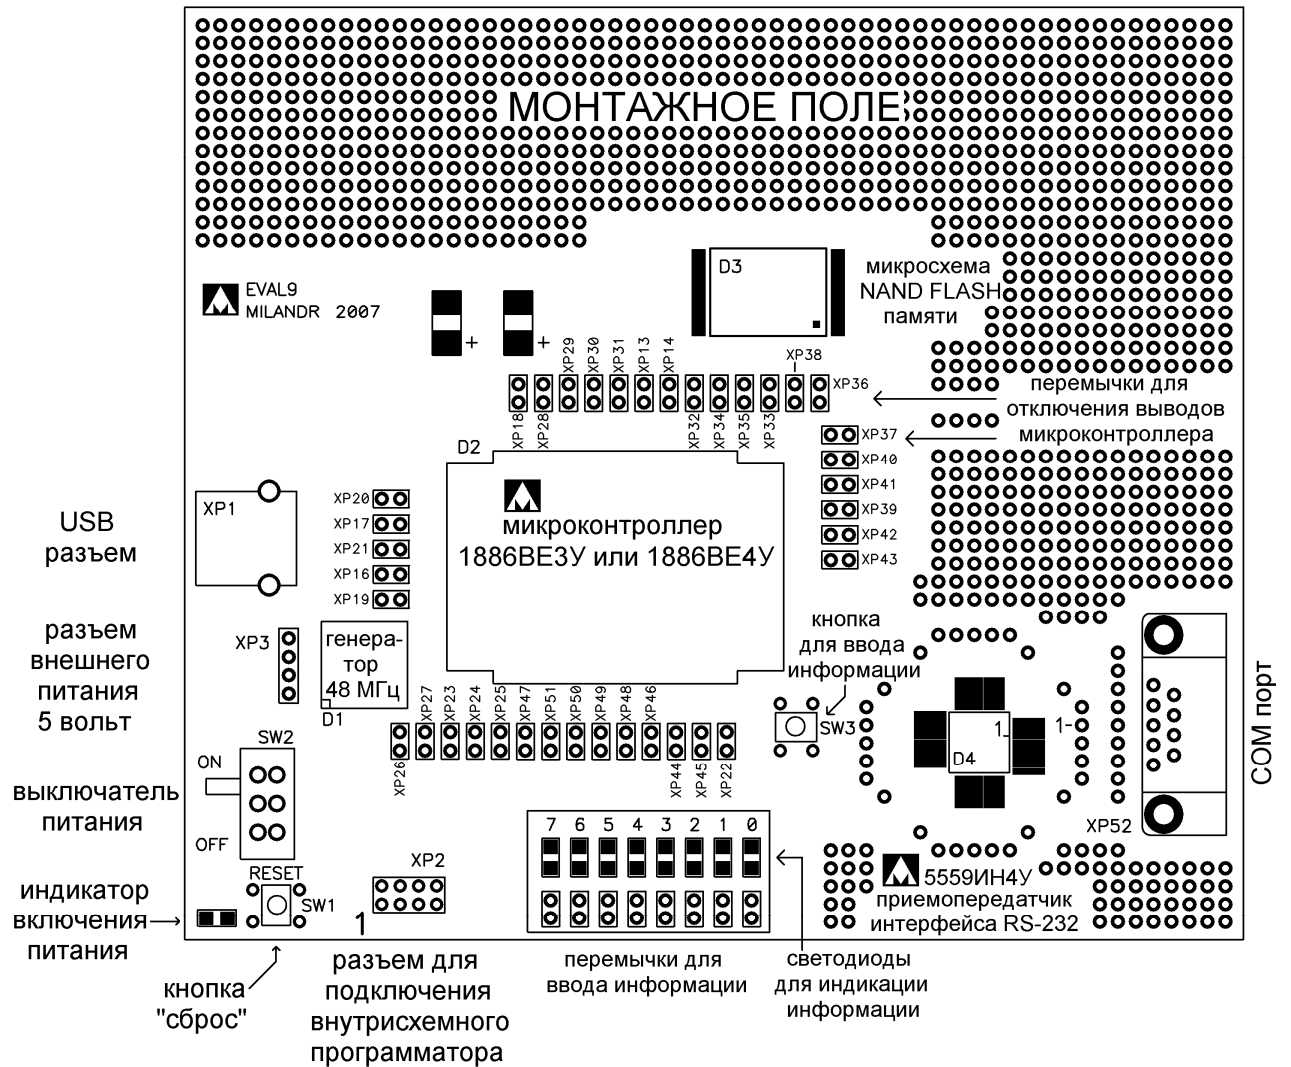 МОНТАЖНОЕ ПОЛЕ
EVAL9
MILANDR 2007
D3
микросхема
NAND FLASH
памяти
+
+
XP29
XP30
XP31
XP13
XP14
XP38
XP36
XP18
XP28
XP32
XP34
XP35
XP33
перемычки для
отключения выводов
микроконтроллера
XP37
XP40
XP41
XP39
XP42
XP43
D2
микроконтроллер
1886ВЕ3У или 1886ВЕ4У
XP20
XP17
XP21
XP16
XP19
XP1
USB
разъем
разъем
внешнего
питания
5 вольт
XP3
генера-
тор
48 МГц
D1
XP27
XP23
XP24
XP25
XP47
XP51
XP50
XP49
XP48
XP46
XP26
XP44
XP45
XP22
кнопка
для ввода
информации
SW3
1
1-
D4
XP52
COM порт
SW2
ON
OFF
выключатель
питания
7 6 5 4 3 2 1 0
RESET
SW1
XP2
1
индикатор
включения
питания
5559ИН4У
приемопередатчик
интерфейса RS-232
кнопка
"сброс"
разъем для
подключения
внутрисхемного
программатора
перемычки для
ввода информации
светодиоды
для индикации
информации